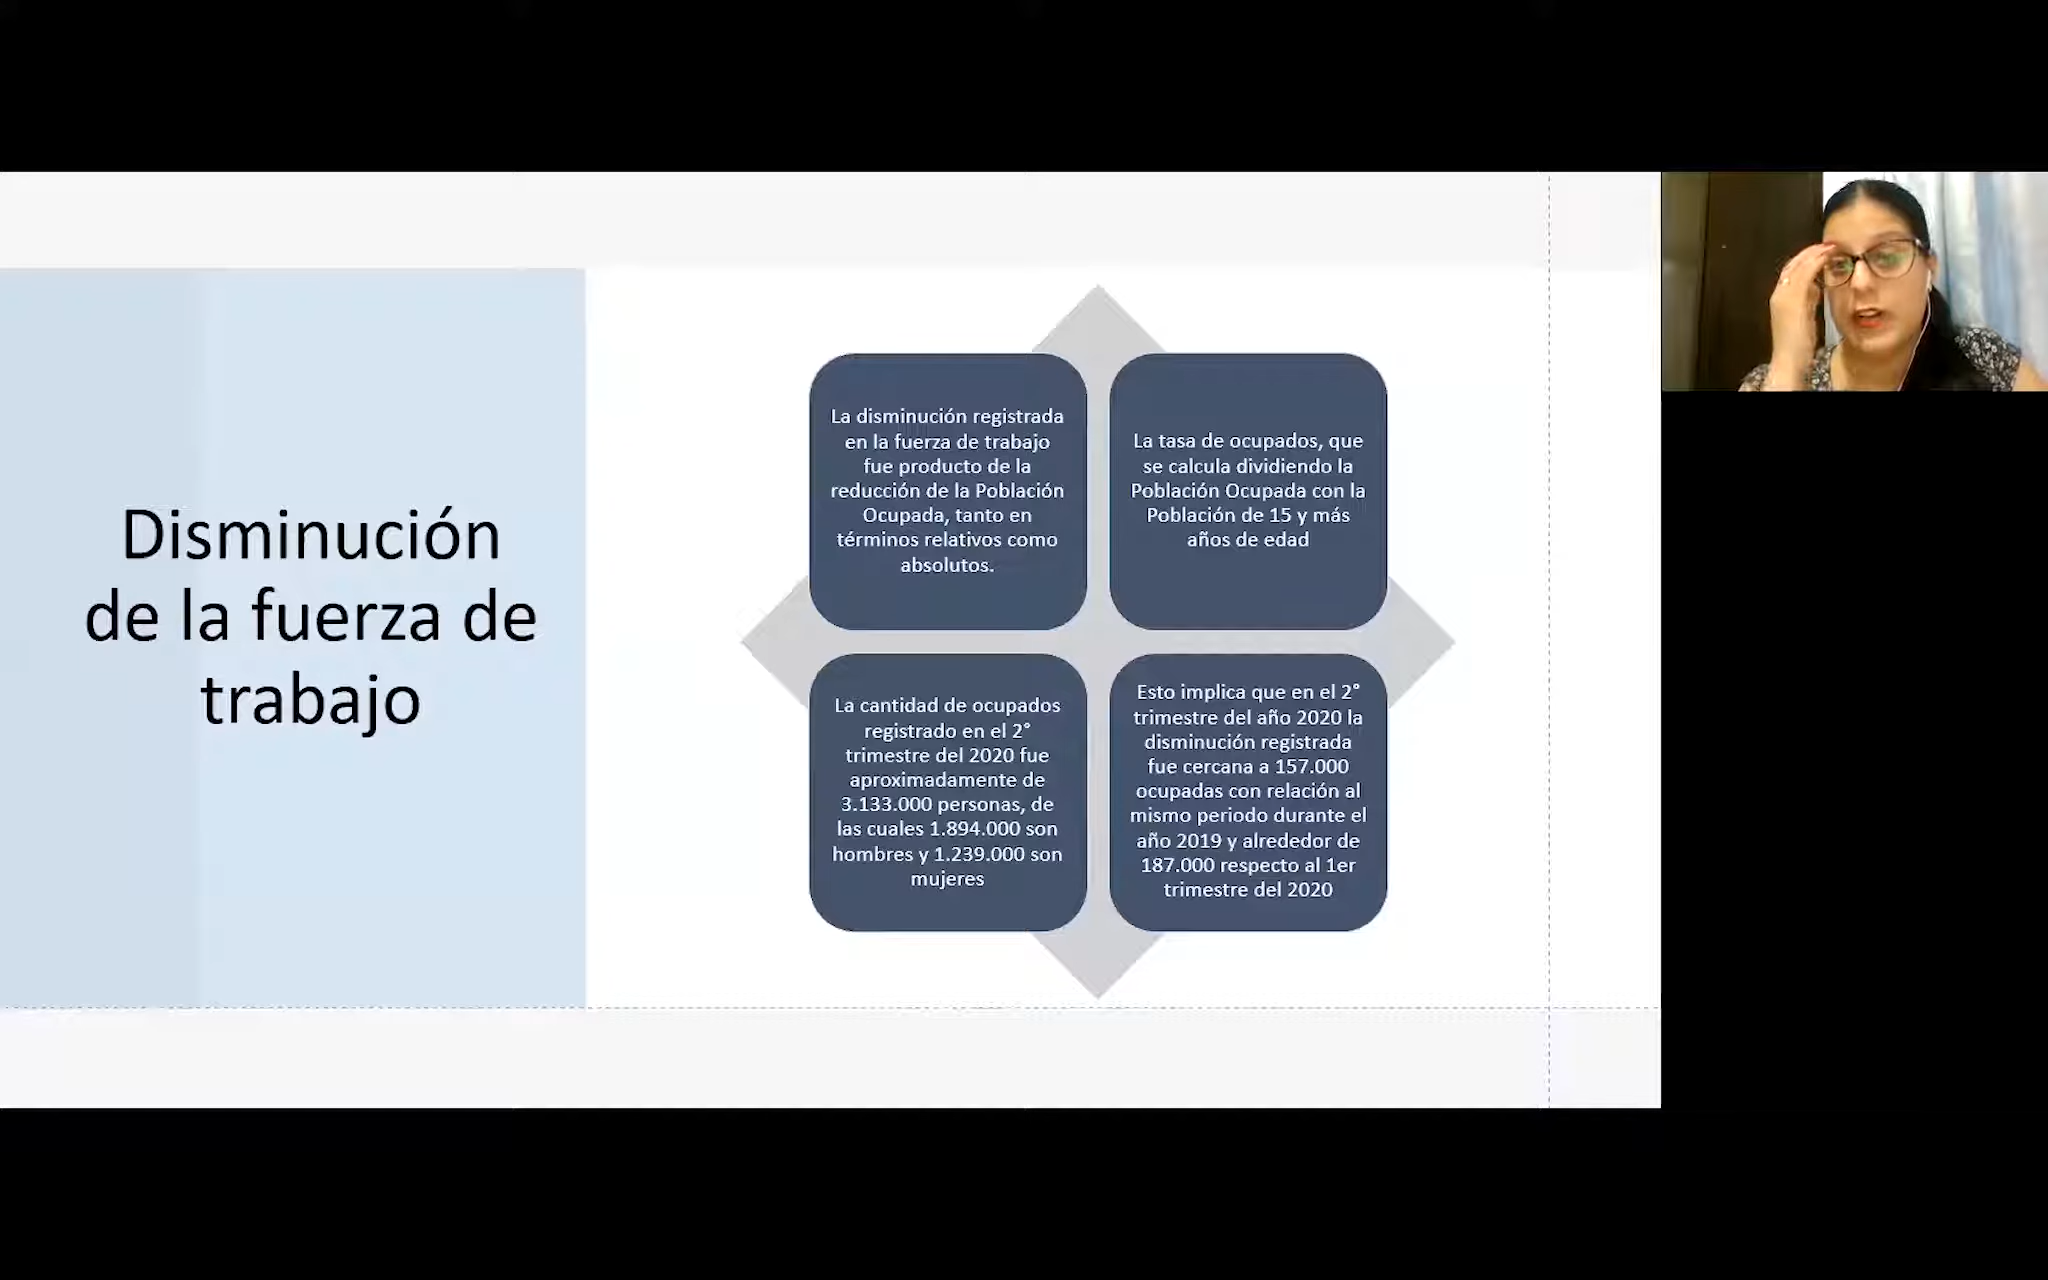 Disminución
de la fuerza de
trabajo
La disminución registrada
en la fuerza de trabajo
fue producto de la
reducción de la Población
Ocupada, tanto en
términos relativos como
absolutos.
La tasa de ocupados, que
se calcula dividiendo la
Población Ocupada con la
Población de 15 y más
años de edad
La cantidad de ocupados
registrado en el 2°
trimestre del 2020 fue
aproximadamente de
3.133.000 personas, de
las cuales 1.894.000 son
hombres y 1.239.000 son
mujeres
Esto implica que en el 2°
trimestre del año 2020 la
disminución registrada
fue cercana a 157.000
ocupadas con relación al
mismo periodo durante el
año 2019 y alrededor de
187.000 respecto al 1er
trimestre del 2020